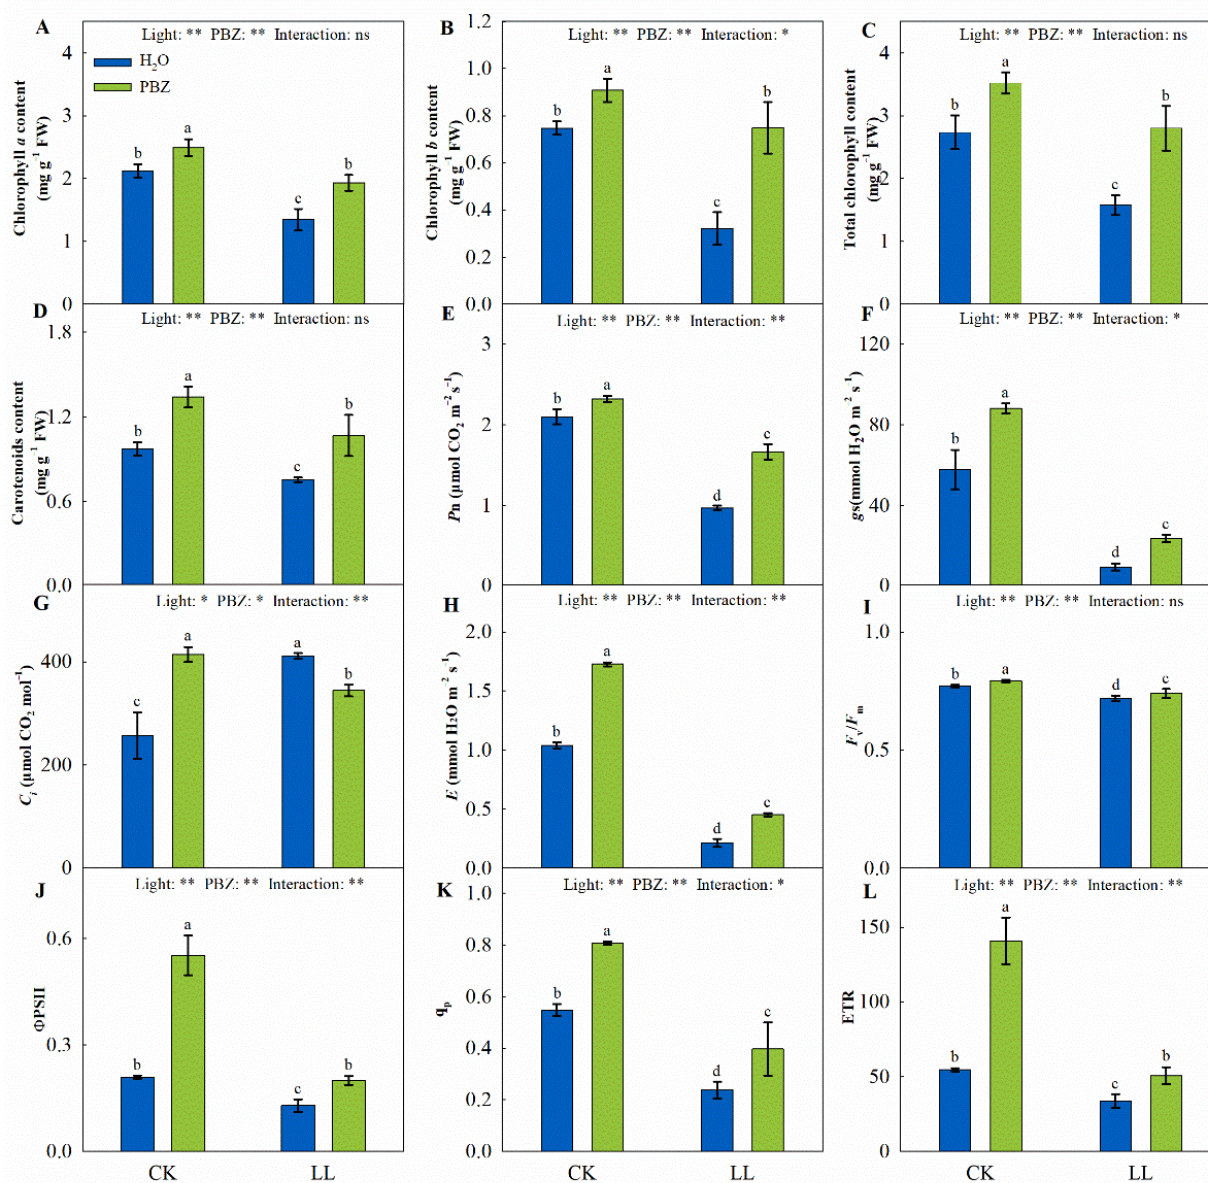 A
Light: ** PBZ: ** Interaction: ns
H₂O
PBZ
Chlorophyll a content
(mg g⁻¹ FW)
4
3
2
1
0
b
a
c
b
B
Light: ** PBZ: ** Interaction: *
Chlorophyll b content
(mg g⁻¹ FW)
1.2
1.0
0.8
0.6
0.4
0.2
0.0
b
a
c
b
C
Light: ** PBZ: ** Interaction: ns
Total chlorophyll content
(mg g⁻¹ FW)
4
3
2
1
0
b
a
c
b
D
Light: ** PBZ: ** Interaction: ns
Carotenoids content
(mg g⁻¹ FW)
1.8
1.2
0.6
0.0
b
a
c
b
E
Light: ** PBZ: ** Interaction: **
Pn (μmol CO₂ m⁻² s⁻¹)
3
2
1
0
b
a
d
c
F
Light: ** PBZ: ** Interaction: *
gs(mmol H₂O m⁻² s⁻¹)
120
80
40
0
b
a
d
c
G
Light: * PBZ: * Interaction: **
Cᵢ (μmol CO₂ mol⁻¹)
400
200
0
c
a
a
b
H
Light: ** PBZ: ** Interaction: **
E (mmol H₂O m⁻² s⁻¹)
2.0
1.5
1.0
0.5
0.0
b
a
d
c
I
Light: ** PBZ: ** Interaction: ns
Fᵥ/Fₘ
1.0
0.5
0.0
b
a
d
c
J
Light: ** PBZ: ** Interaction: **
ΦPSII
0.6
0.3
0.0
b
a
c
b
CK
LL
K
Light: ** PBZ: ** Interaction: *
qₚ
1.0
0.8
0.6
0.4
0.2
0.0
b
a
d
c
CK
LL
L
Light: ** PBZ: ** Interaction: **
ETR
150
100
50
0
b
a
c
b
CK
LL